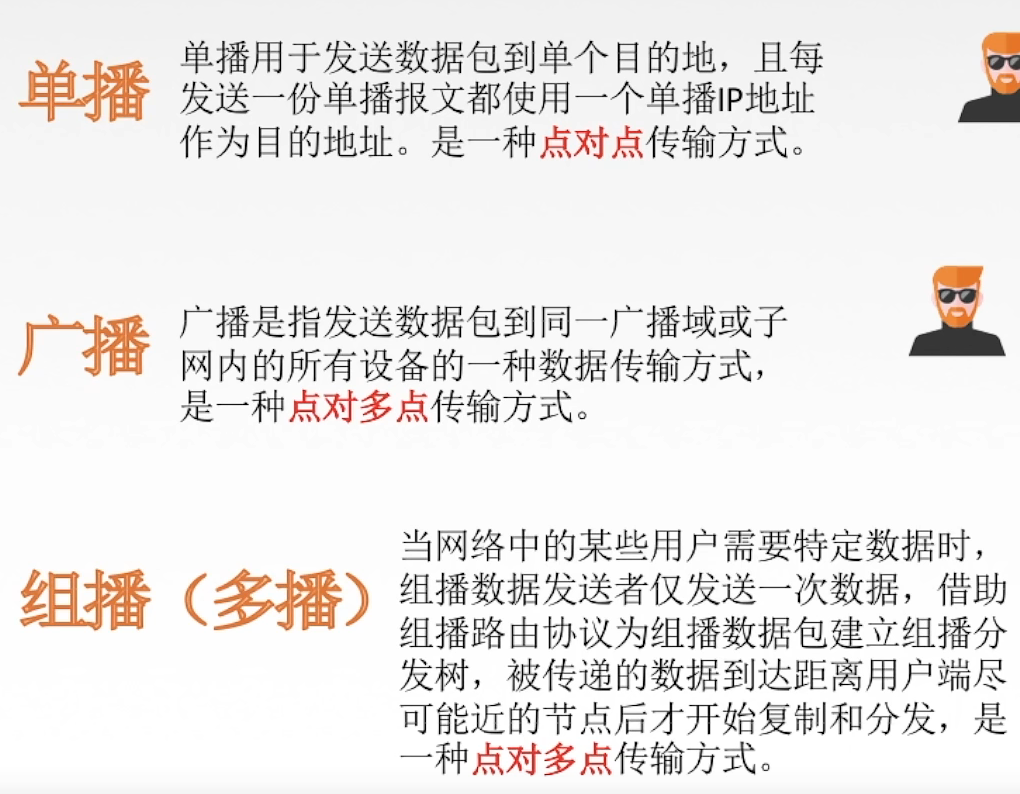 单播
单播用于发送数据包到单个目的地，且每
发送一份单播报文都使用一个单播IP地址
作为目的地址。是一种点对点传输方式。
广播
广播是指发送数据包到同一广播域或子
网内的所有设备的一种数据传输方式，
是一种点对多点传输方式。
组播（多播）
当网络中的某些用户需要特定数据时，
组播数据发送者仅发送一次数据，借助
组播路由协议为组播数据包建立组播分
发树，被传递的数据到达距离用户端尽
可能近的节点后才开始复制和分发，是
一种点对多点传输方式。